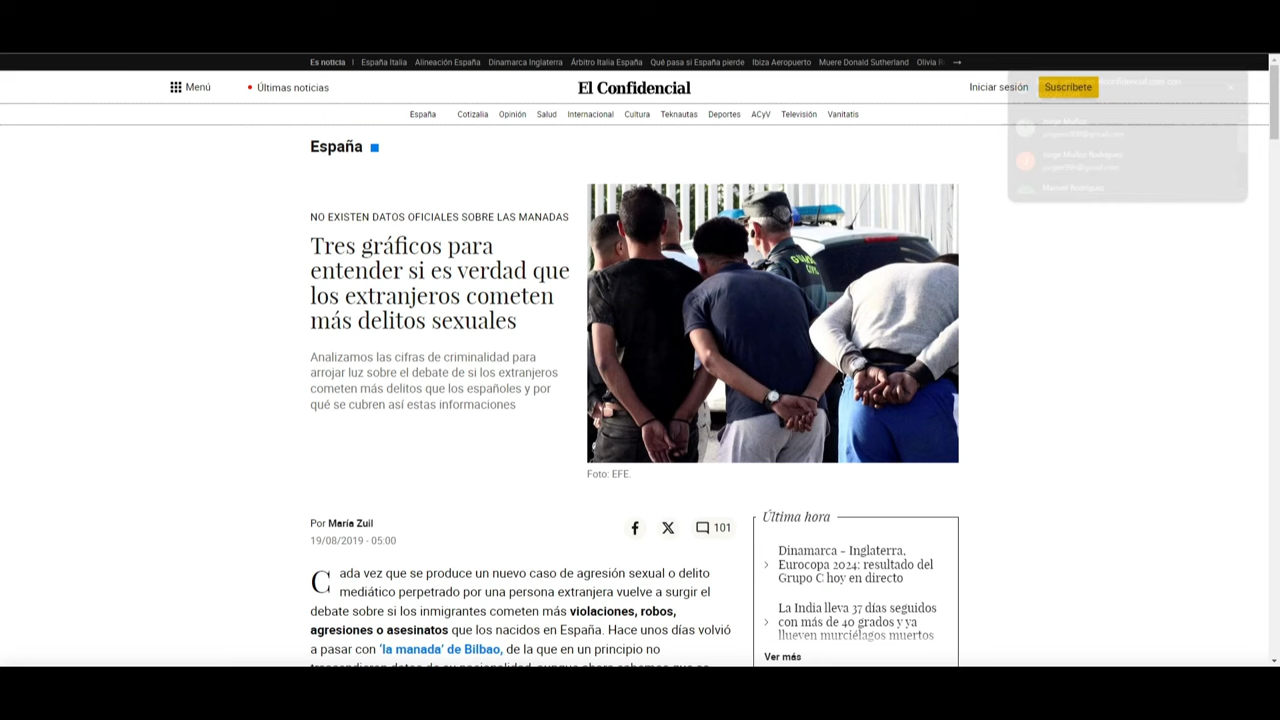 Es noticia | España Italia Alineación España Dinamarca Inglaterra Árbitro Italia España Qué pasa si España pierde Ibiza Aeropuerto Muere Donald Sutherland Olivia
Menú
Últimas noticias
El Confidencial
Iniciar sesión
Suscríbete
España Cotizalia Opinión Salud Internacional Cultura Teknautas Deportes ACyV Televisión Vanitatis
España
NO EXISTEN DATOS OFICIALES SOBRE LAS MANADAS
Tres gráficos para
entender si es verdad que
los extranjeros cometen
más delitos sexuales
Analizamos las cifras de criminalidad para
arrojar luz sobre el debate de si los extranjeros
cometen más delitos que los españoles y por
qué se cubren así estas informaciones
GUARDIA
CIVIL
Foto: EFE.
Por María Zuil
19/08/2019 - 05:00
101
Cada vez que se produce un nuevo caso de agresión sexual o delito
mediático perpetrado por una persona extranjera vuelve a surgir el
debate sobre si los inmigrantes cometen más violaciones, robos,
agresiones o asesinatos que los nacidos en España. Hace unos días volvió
a pasar con 'la manada' de Bilbao, de la que en un principio no
Última hora
Dinamarca - Inglaterra,
Eurocopa 2024: resultado del
Grupo C hoy en directo
La India lleva 37 días seguidos
con más de 40 grados y ya
llueven murciélagos muertos
Ver más